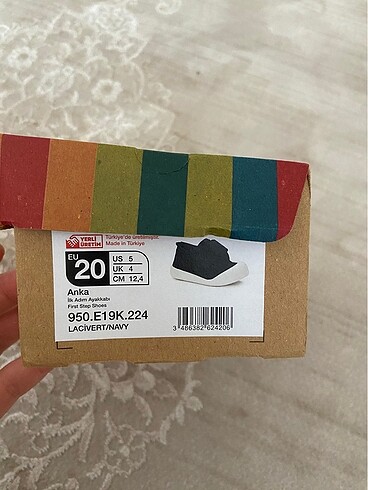 YERLİ
ÜRETİM
Türkiye'de üretilmiştir.
Made in Türkiye
EU
20
US 5
UK 4
CM 12,4
Anka
İlk Adım Ayakkabı
First Step Shoes
950.E19K.224
LACİVERT/NAVY
3 486382 624206